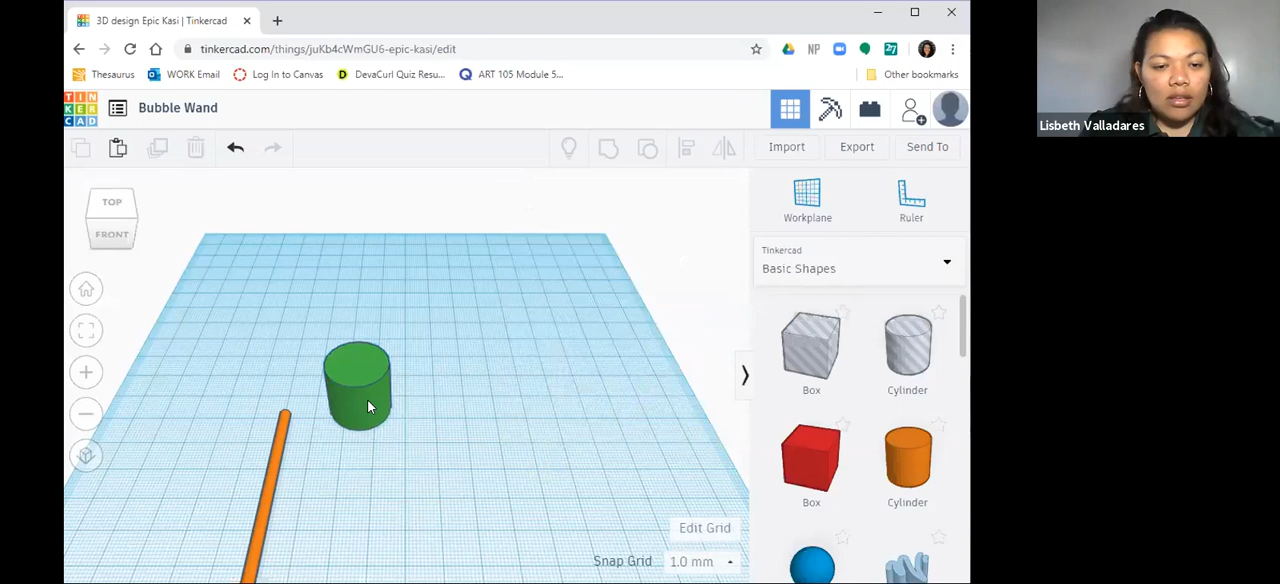 3D design Epic Kasi | Tinkercad
tinkercad.com/things/juKb4cWmGU6-epic-kasi/edit
NP
27
Thesaurus
WORK Email
Log In to Canvas
DevaCurl Quiz Resu...
ART 105 Module 5...
Other bookmarks
TIN
KER
CAD
Bubble Wand
Import
Export
Send To
TOP
FRONT
Workplane
Ruler
Tinkercad
Basic Shapes
Box
Cylinder
Box
Cylinder
Edit Grid
Snap Grid
1.0 mm
Lisbeth Valladares